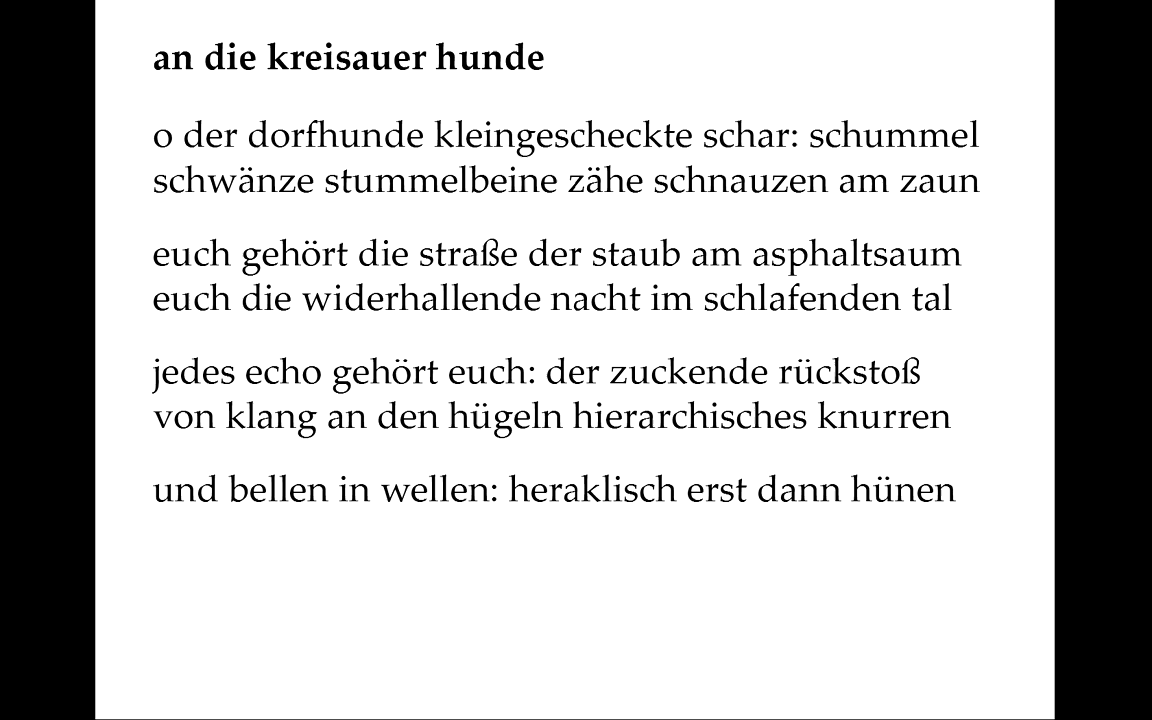 an die kreisauer hunde
o der dorfhunde kleingescheckte schar: schummel
schwänze stummelbeine zähe schnauzen am zaun
euch gehört die straße der staub am asphaltsaum
euch die widerhallende nacht im schlafenden tal
jedes echo gehört euch: der zuckende rückstoß
von klang an den hügeln hierarchisches knurren
und bellen in wellen: heraklisch erst dann hünen